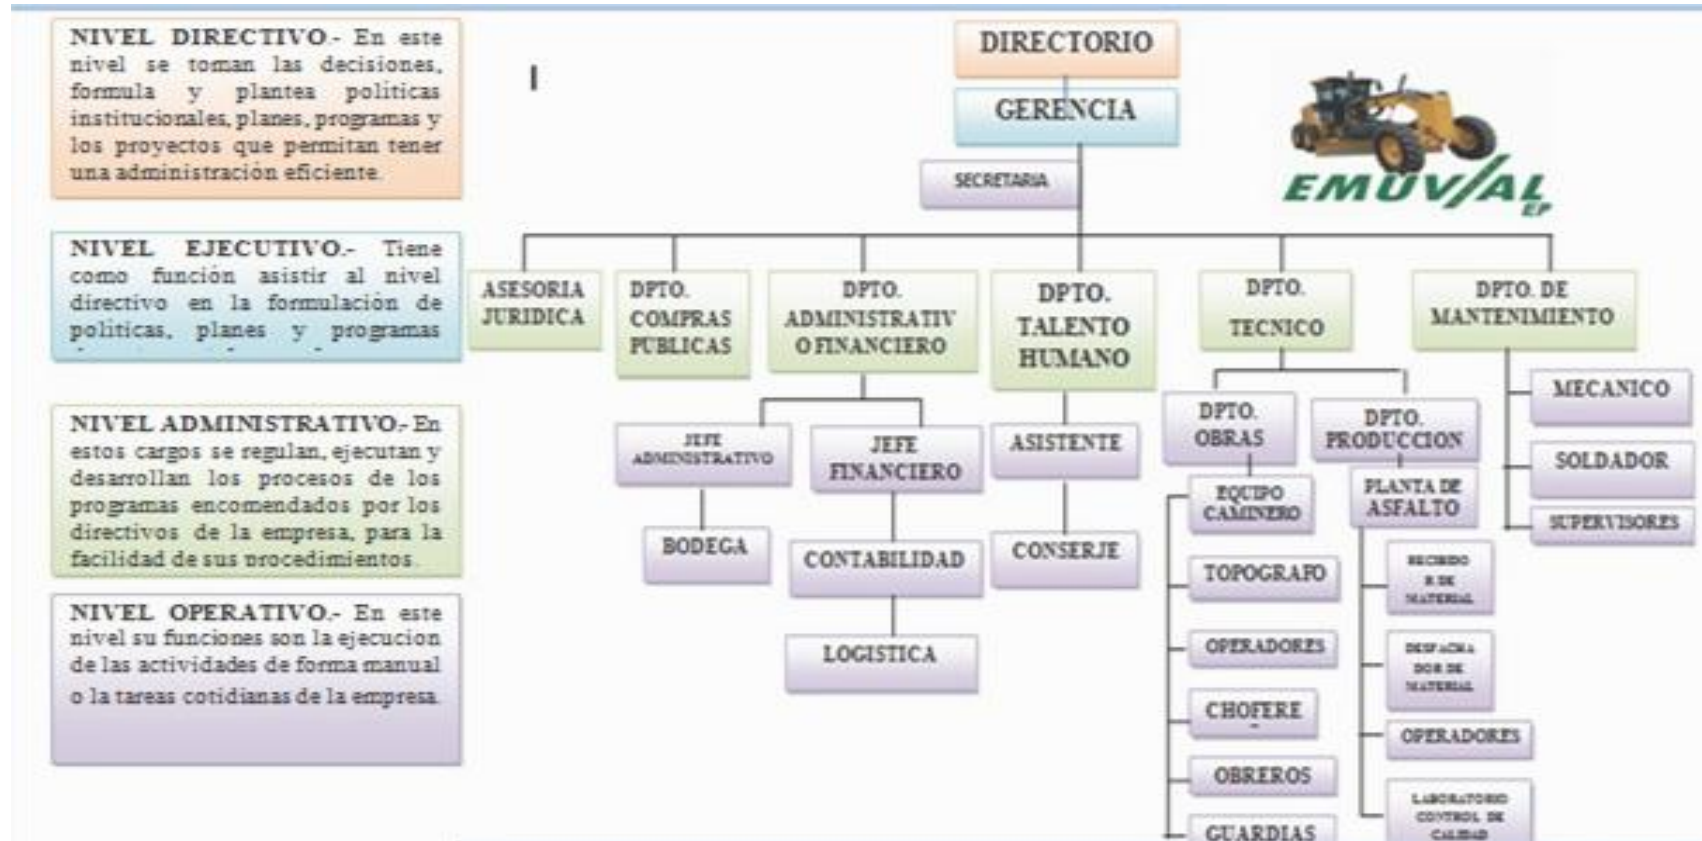 NIVEL DIRECTIVO.- En este
nivel se toman las decisiones,
formula y plantea politicas
institucionales, planes, programas y
los proyectos que permitan tener
una administración eficiente.
NIVEL EJECUTIVO.- Tiene
como función asistir al nivel
directivo en la formulación de
politicas, planes y programas
NIVEL ADMINISTRATIVO.- En
estos cargos se regulan, ejecutan y
desarrollan los procesos de los
programas encomendados por los
directivos de la empresa, para la
facilidad de sus procedimientos.
NIVEL OPERATIVO.- En este
nivel su funciones son la ejecucion
de las actividades de forma manual
o la tareas cotidianas de la empresa.
DIRECTORIO
GERENCIA
SECRETARIA
EMUVIAL
EP
ASESORIA
JURIDICA
DPTO.
COMPRAS
PUBLICAS
DPTO.
ADMINISTRATIV
O FINANCIERO
DPTO.
TALENTO
HUMANO
DPTO.
TECNICO
DPTO. DE
MANTENIMIENTO
JEFE
ADMINISTRATIVO
BODEGA
JEFE
FINANCIERO
CONTABILIDAD
LOGISTICA
ASISTENTE
CONSERJE
DPTO.
OBRAS
EQUIPO
CAMINERO
TOPOGRAFO
OPERADORES
CHOFERE
OBREROS
GUARDIAS
DPTO.
PRODUCCION
PLANTA DE
ASFALTO
RECIBIDO
R DE
MATERIAL
DESPACHA
DOR DE
MATERIAL
OPERADORES
LABORATORIO
CONTROL DE
CALIDAD
MECANICO
SOLDADOR
SUPERVISORES